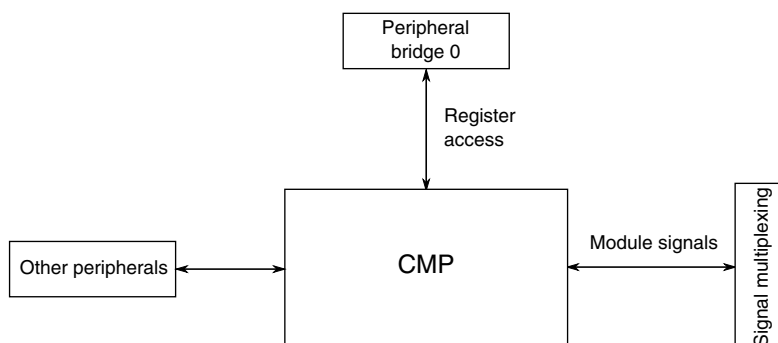 Peripheral
bridge 0
Register
access
Signal multiplexing
Module signals
CMP
Other peripherals